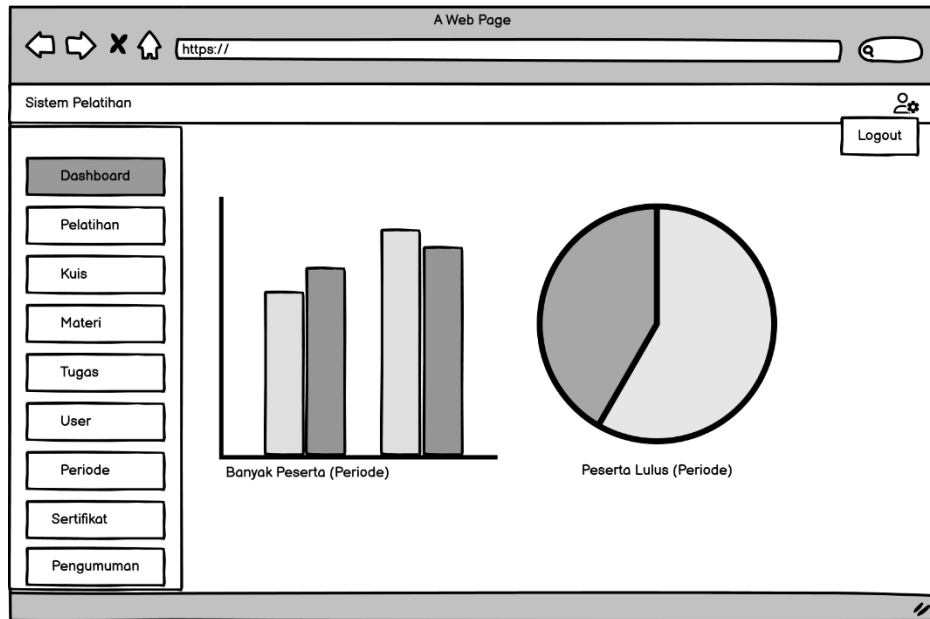 A Web Page
https://
Sistem Pelatihan
Logout
Dashboard
Pelatihan
Kuis
Materi
Tugas
User
Periode
Sertifikat
Pengumuman
Banyak Peserta (Periode)
Peserta Lulus (Periode)